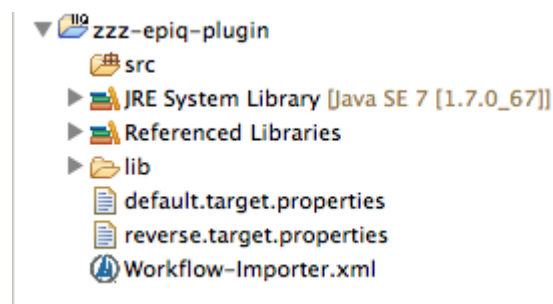 IIQ
zzz-epiq-plugin
src
JRE System Library [Java SE 7 [1.7.0_67]]
Referenced Libraries
lib
default.target.properties
reverse.target.properties
Workflow-Importer.xml